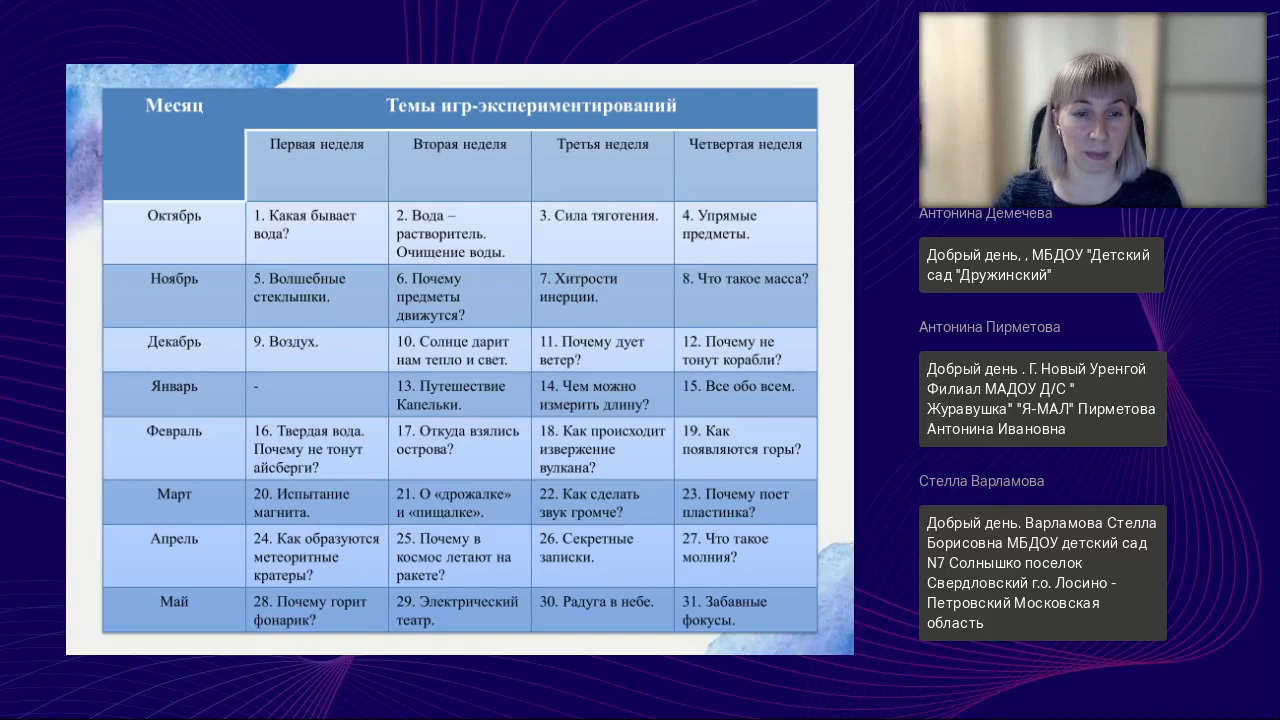 Месяц
Темы игр-экспериментирований
Первая неделя
Вторая неделя
Третья неделя
Четвертая неделя
Октябрь
1. Какая бывает
вода?
2. Вода –
растворитель.
Очищение воды.
3. Сила тяготения.
4. Упрямые
предметы.
Ноябрь
5. Волшебные
стеклышки.
6. Почему
предметы
движутся?
7. Хитрости
инерции.
8. Что такое масса?
Декабрь
9. Воздух.
10. Солнце дарит
нам тепло и свет.
11. Почему дует
ветер?
12. Почему не
тонут корабли?
Январь
-
13. Путешествие
Капельки.
14. Чем можно
измерить длину?
15. Все обо всем.
Февраль
16. Твердая вода.
Почему не тонут
айсберги?
17. Откуда взялись
острова?
18. Как происходит
извержение
вулкана?
19. Как
появляются горы?
Март
20. Испытание
магнита.
21. О «дрожалке»
и «пищалке».
22. Как сделать
звук громче?
23. Почему поет
пластинка?
Апрель
24. Как образуются
метеоритные
кратеры?
25. Почему в
космос летают на
ракете?
26. Секретные
записки.
27. Что такое
молния?
Май
28. Почему горит
фонарик?
29. Электрический
театр.
30. Радуга в небе.
31. Забавные
фокусы.
Антонина Демечева
Добрый день, , МБДОУ "Детский
сад "Дружинский"
Антонина Пирметова
Добрый день . Г. Новый Уренгой
Филиал МАДОУ Д/С "
Журавушка" "Я-МАЛ" Пирметова
Антонина Ивановна
Стелла Варламова
Добрый день. Варламова Стелла
Борисовна МБДОУ детский сад
N7 Солнышко поселок
Свердловский г.о. Лосино -
Петровский Московская
область